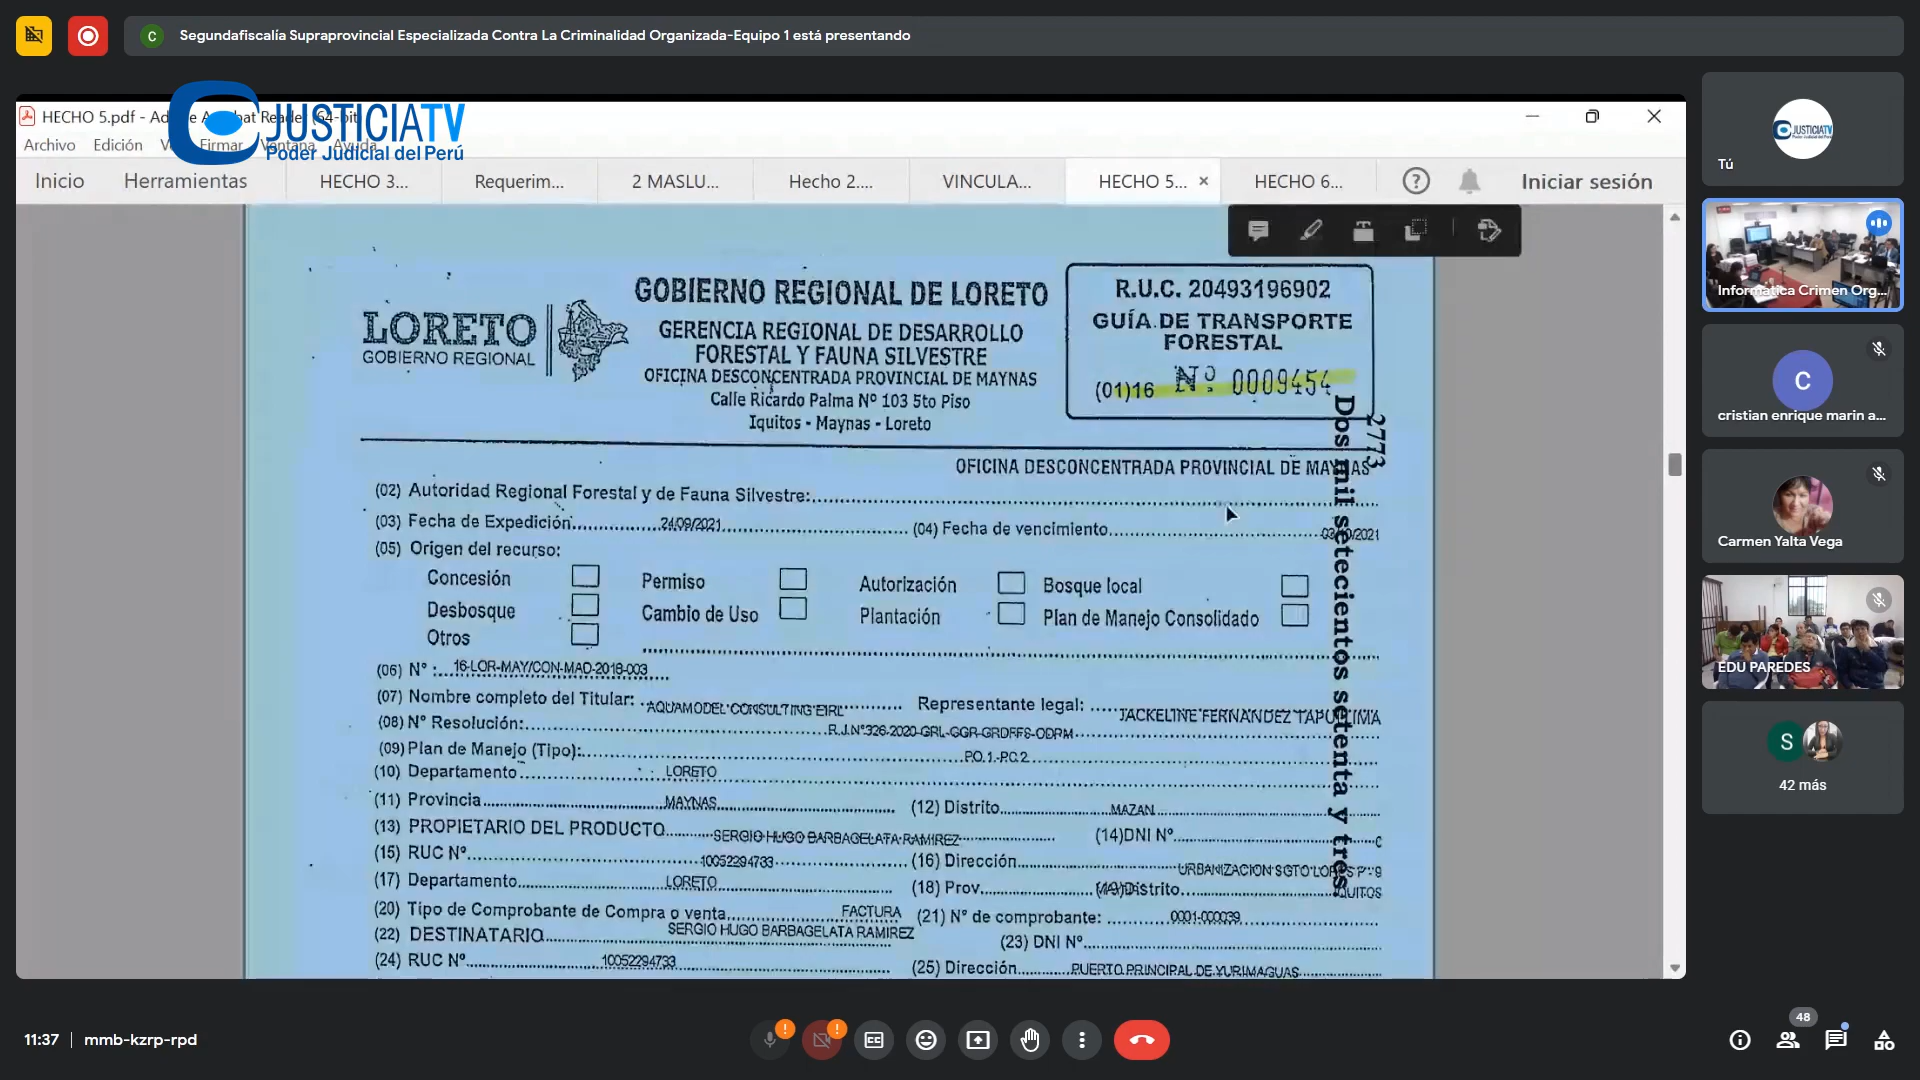 Segundafiscalía Supraprovincial Especializada Contra La Criminalidad Organizada-Equipo 1 está presentando
HECHO 5.pdf
JUSTICIATV
Poder Judicial del Perú
Archivo Edición Firmar Ventana Ayuda
Inicio Herramientas HECHO 3... Requerim... 2 MASLU... Hecho 2.... VINCULA... HECHO 5... HECHO 6... Iniciar sesión
LORETO
GOBIERNO REGIONAL
GOBIERNO REGIONAL DE LORETO
GERENCIA REGIONAL DE DESARROLLO
FORESTAL Y FAUNA SILVESTRE
OFICINA DESCONCENTRADA PROVINCIAL DE MAYNAS
Calle Ricardo Palma Nº 103 5to Piso
Iquitos - Maynas - Loreto
R.U.C. 20493196902
GUÍA DE TRANSPORTE
FORESTAL
(01)16 Nº 0009454
2773
Dos mil setecientos setenta y tres
OFICINA DESCONCENTRADA PROVINCIAL DE MAYNAS
(02) Autoridad Regional Forestal y de Fauna Silvestre:
(03) Fecha de Expedición 24/09/2021 (04) Fecha de vencimiento
(05) Origen del recurso:
Concesión Permiso Autorización Bosque local
Desbosque Cambio de Uso Plantación Plan de Manejo Consolidado
Otros
(06) Nº : 16-LOR-MAY/CON-MAD-2018-003
(07) Nombre completo del Titular: AQUAMODEL CONSULTING EIRL Representante legal: JACKELINE FERNANDEZ
(08) Nº Resolución: R.J.Nº326-2020-GRL-GGR-GRDFFS-ODPM
(09) Plan de Manejo (Tipo): PO.1-PC.2
(10) Departamento LORETO
(11) Provincia MAYNAS (12) Distrito MAZAN
(13) PROPIETARIO DEL PRODUCTO SERGIO HUGO BARBAGELATA RAMIREZ (14)DNI Nº
(15) RUC Nº 10052294733 (16) Dirección URBANIZACION SGTO LORES
(17) Departamento LORETO (18) Prov. Distrito
(20) Tipo de Comprobante de Compra o venta FACTURA (21) Nº de comprobante: 0001-000039
(22) DESTINATARIO SERGIO HUGO BARBAGELATA RAMIREZ (23) DNI Nº
(24) RUC Nº 10052294733 (25) Dirección PUERTO PRINCIPAL DE YURIMAGUAS
Tú
Informática Crimen Org...
C
cristian enrique marin a...
Carmen Yalta Vega
EDU PAREDES
S
42 más
11:37 | mmb-kzrp-rpd
48